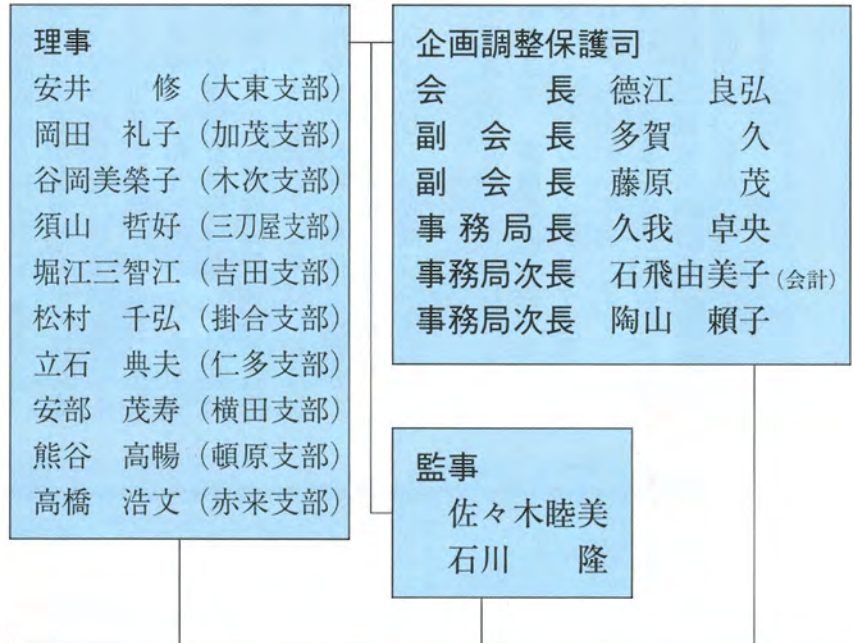 理事
安井　　修（大東支部）
岡田　礼子（加茂支部）
谷岡美榮子（木次支部）
須山　哲好（三刀屋支部）
堀江三智江（吉田支部）
松村　千弘（掛合支部）
立石　典夫（仁多支部）
安部　茂寿（横田支部）
熊谷　高暢（頓原支部）
高橋　浩文（赤来支部）
企画調整保護司
会　　　長　徳江　良弘
副　会　長　多賀　　久
副　会　長　藤原　　茂
事務局長　久我　卓央
事務局次長　石飛由美子（会計）
事務局次長　陶山　頼子
監事
佐々木睦美
石川　　隆